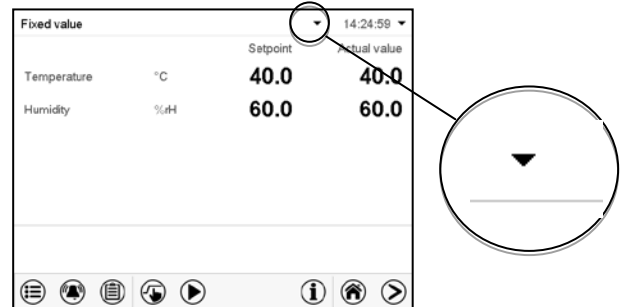 Fixed value 14:24:59
Setpoint Actual value
Temperature °C 40.0 40.0
Humidity %rH 60.0 60.0